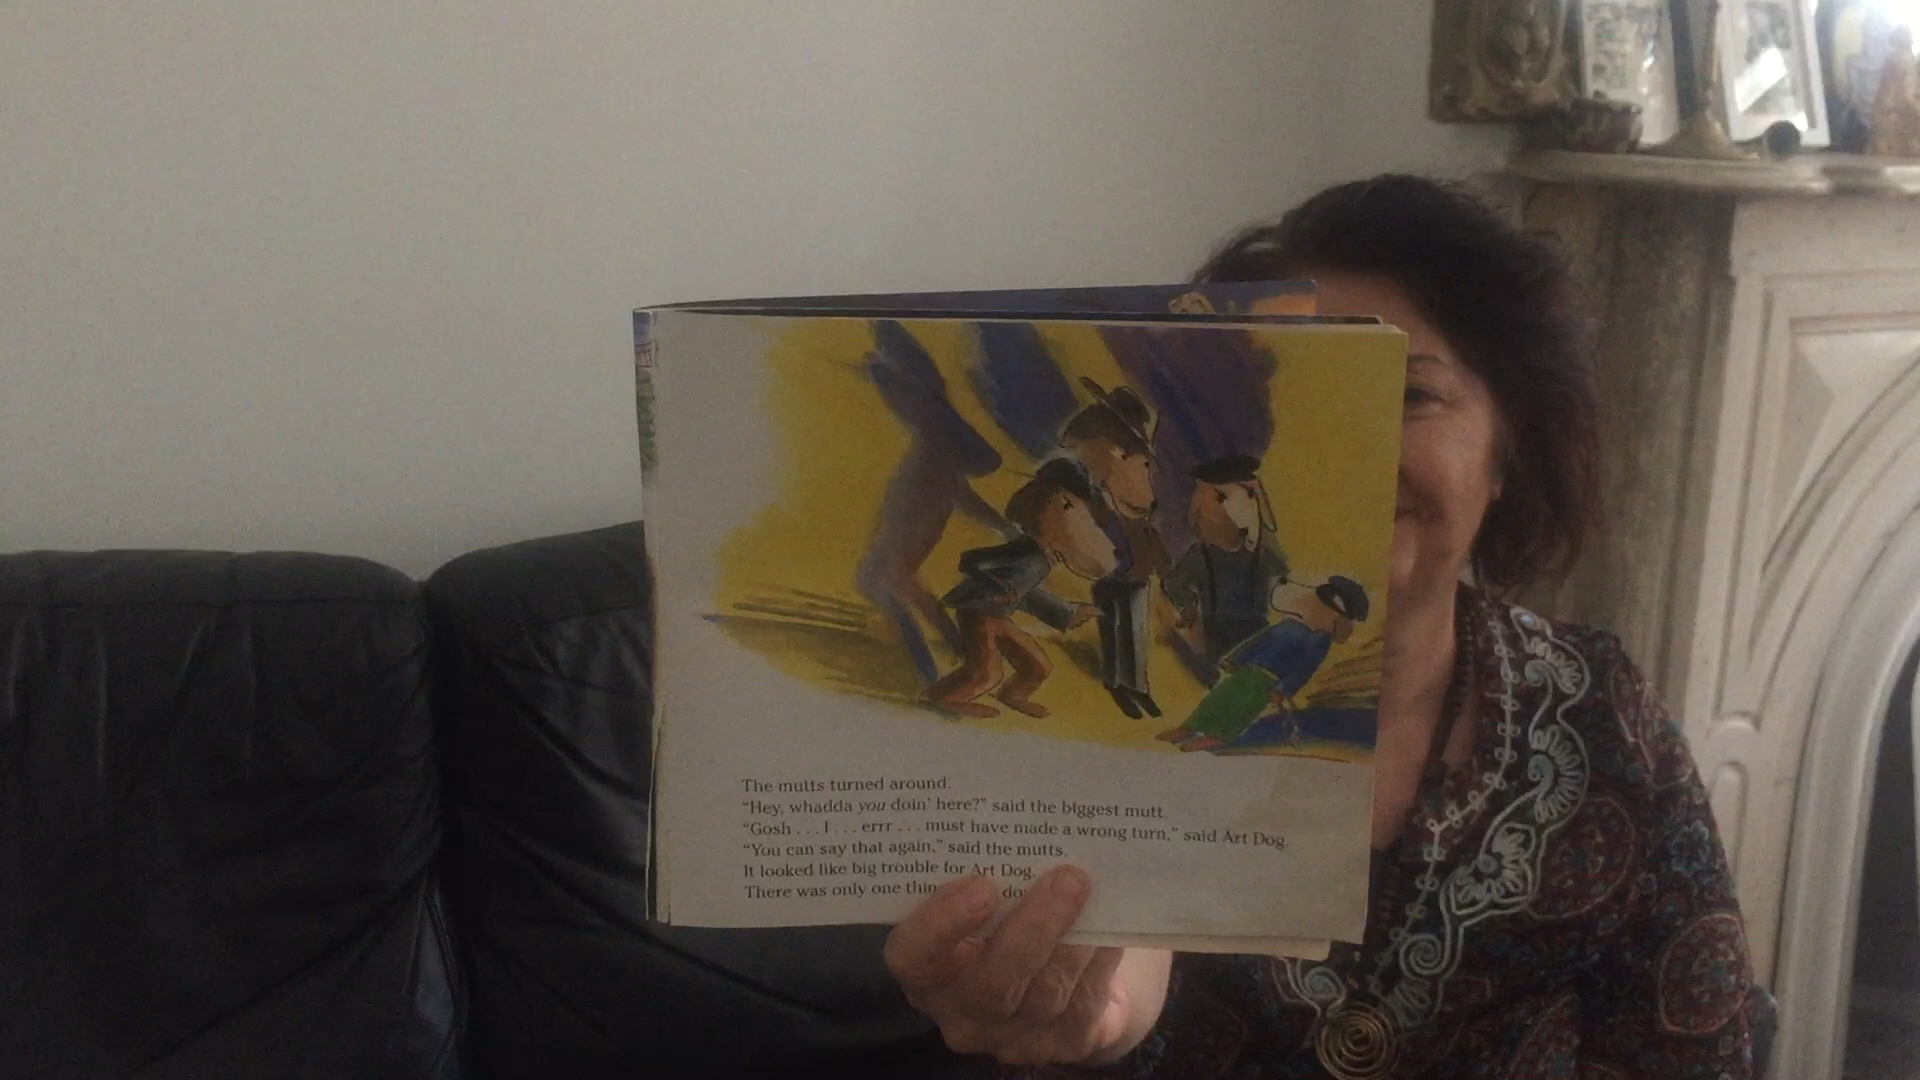 The mutts turned around.
“Hey, whadda you doin’ here?” said the biggest mutt.
“Gosh . . . I . . . errr . . . must have made a wrong turn,” said Art Dog.
“You can say that again,” said the mutts.
It looked like big trouble for Art Dog.
There was only one